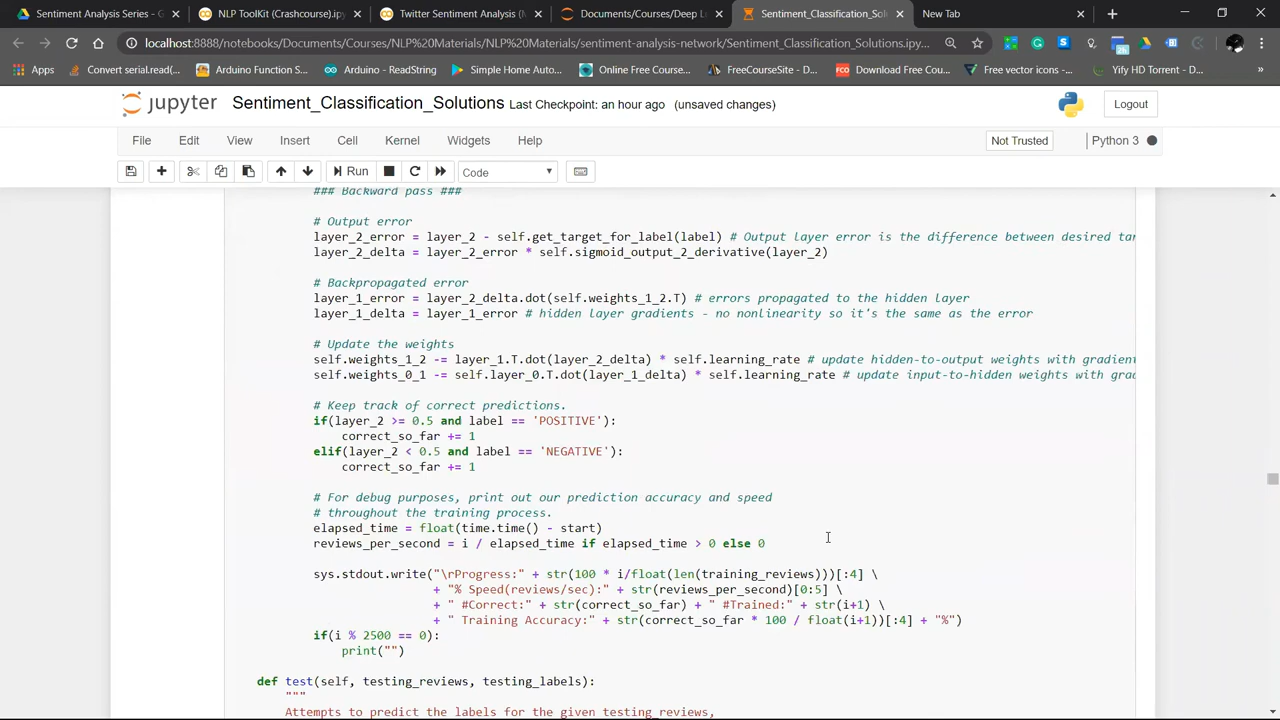 Sentiment Analysis Series - G
NLP ToolKit (Crashcourse).ipynb
Twitter Sentiment Analysis (N
Documents/Courses/Deep L
Sentiment_Classification_Solu
New Tab
localhost:8888/notebooks/Documents/Courses/NLP%20Materials/NLP%20Materials/sentiment-analysis-network/Sentiment_Classification_Solutions.ipy...
Apps
Convert serial.read(...
Arduino Function S...
Arduino - ReadString
Simple Home Auto...
Online Free Course...
FreeCourseSite - D...
FCO Download Free Cou...
Free vector icons -...
Yify HD Torrent - D...
jupyter Sentiment_Classification_Solutions Last Checkpoint: an hour ago (unsaved changes) Logout
File Edit View Insert Cell Kernel Widgets Help Not Trusted Python 3
Run Code
### Backward pass ###
# Output error
layer_2_error = layer_2 - self.get_target_for_label(label) # Output layer error is the difference between desired tar
layer_2_delta = layer_2_error * self.sigmoid_output_2_derivative(layer_2)
# Backpropagated error
layer_1_error = layer_2_delta.dot(self.weights_1_2.T) # errors propagated to the hidden layer
layer_1_delta = layer_1_error # hidden layer gradients - no nonlinearity so it's the same as the error
# Update the weights
self.weights_1_2 -= layer_1.T.dot(layer_2_delta) * self.learning_rate # update hidden-to-output weights with gradient
self.weights_0_1 -= self.layer_0.T.dot(layer_1_delta) * self.learning_rate # update input-to-hidden weights with grad
# Keep track of correct predictions.
if(layer_2 >= 0.5 and label == 'POSITIVE'):
correct_so_far += 1
elif(layer_2 < 0.5 and label == 'NEGATIVE'):
correct_so_far += 1
# For debug purposes, print out our prediction accuracy and speed
# throughout the training process.
elapsed_time = float(time.time() - start)
reviews_per_second = i / elapsed_time if elapsed_time > 0 else 0
sys.stdout.write("\rProgress:" + str(100 * i/float(len(training_reviews)))[:4] \
+ "% Speed(reviews/sec):" + str(reviews_per_second)[0:5] \
+ " #Correct:" + str(correct_so_far) + " #Trained:" + str(i+1) \
+ " Training Accuracy:" + str(correct_so_far * 100 / float(i+1))[:4] + "%")
if(i % 2500 == 0):
print("")
def test(self, testing_reviews, testing_labels):
"""
Attempts to predict the labels for the given testing_reviews,